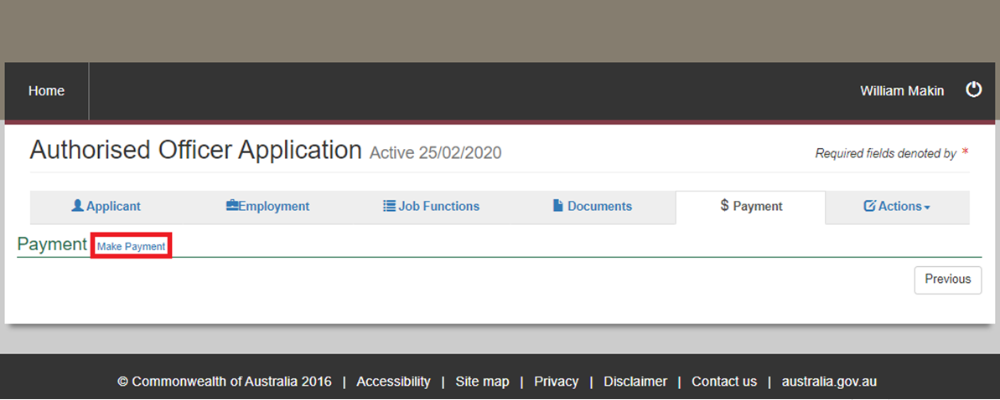 Home
William Makin
Authorised Officer Application Active 25/02/2020
Required fields denoted by *
Applicant
Employment
Job Functions
Documents
$ Payment
Actions
Payment Make Payment
Previous
© Commonwealth of Australia 2016 | Accessibility | Site map | Privacy | Disclaimer | Contact us | australia.gov.au